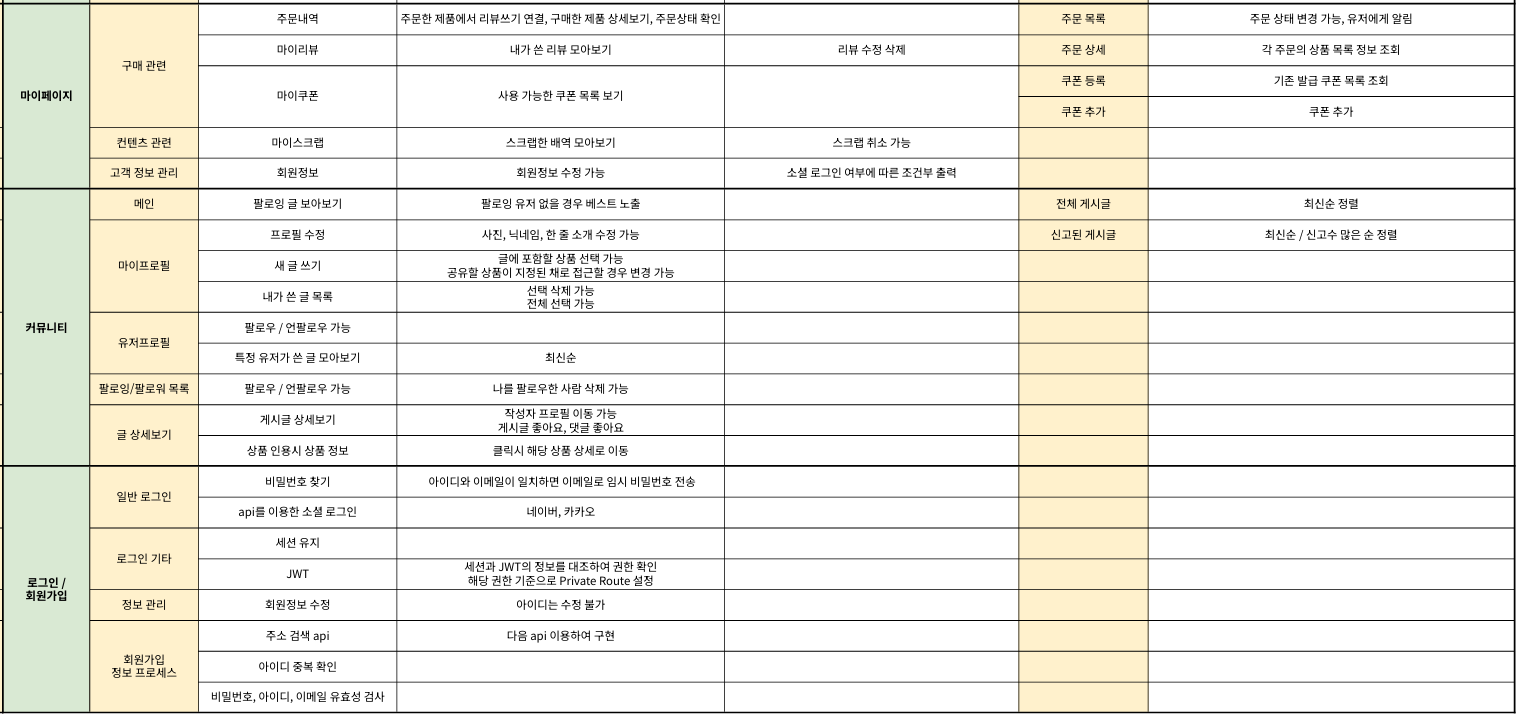 마이페이지
구매 관련
주문내역
주문한 제품에서 리뷰쓰기 연결, 구매한 제품 상세보기, 주문상태 확인
주문 목록
주문 상태 변경 가능, 유저에게 알림
마이리뷰
내가 쓴 리뷰 모아보기
리뷰 수정 삭제
주문 상세
각 주문의 상품 목록 정보 조회
마이쿠폰
사용 가능한 쿠폰 목록 보기
쿠폰 등록
기존 발급 쿠폰 목록 조회
쿠폰 추가
쿠폰 추가
컨텐츠 관련
마이스크랩
스크랩한 배역 모아보기
스크랩 취소 가능
고객 정보 관리
회원정보
회원정보 수정 가능
소셜 로그인 여부에 따른 조건부 출력
커뮤니티
메인
팔로잉 글 보아보기
팔로잉 유저 없을 경우 베스트 노출
전체 게시글
최신순 정렬
마이프로필
프로필 수정
사진, 닉네임, 한 줄 소개 수정 가능
신고된 게시글
최신순 / 신고수 많은 순 정렬
새 글 쓰기
글에 포함할 상품 선택 가능
공유할 상품이 지정된 채로 접근할 경우 변경 가능
내가 쓴 글 목록
선택 삭제 가능
전체 선택 가능
유저프로필
팔로우 / 언팔로우 가능
특정 유저가 쓴 글 모아보기
최신순
팔로잉/팔로워 목록
팔로우 / 언팔로우 가능
나를 팔로우한 사람 삭제 가능
글 상세보기
게시글 상세보기
작성자 프로필 이동 가능
게시글 좋아요, 댓글 좋아요
상품 인용시 상품 정보
클릭시 해당 상품 상세로 이동
로그인 /
회원가입
일반 로그인
비밀번호 찾기
아이디와 이메일이 일치하면 이메일로 임시 비밀번호 전송
api를 이용한 소셜 로그인
네이버, 카카오
로그인 기타
세션 유지
JWT
세션과 JWT의 정보를 대조하여 권한 확인
해당 권한 기준으로 Private Route 설정
정보 관리
회원정보 수정
아이디는 수정 불가
회원가입
정보 프로세스
주소 검색 api
다음 api 이용하여 구현
아이디 중복 확인
비밀번호, 아이디, 이메일 유효성 검사